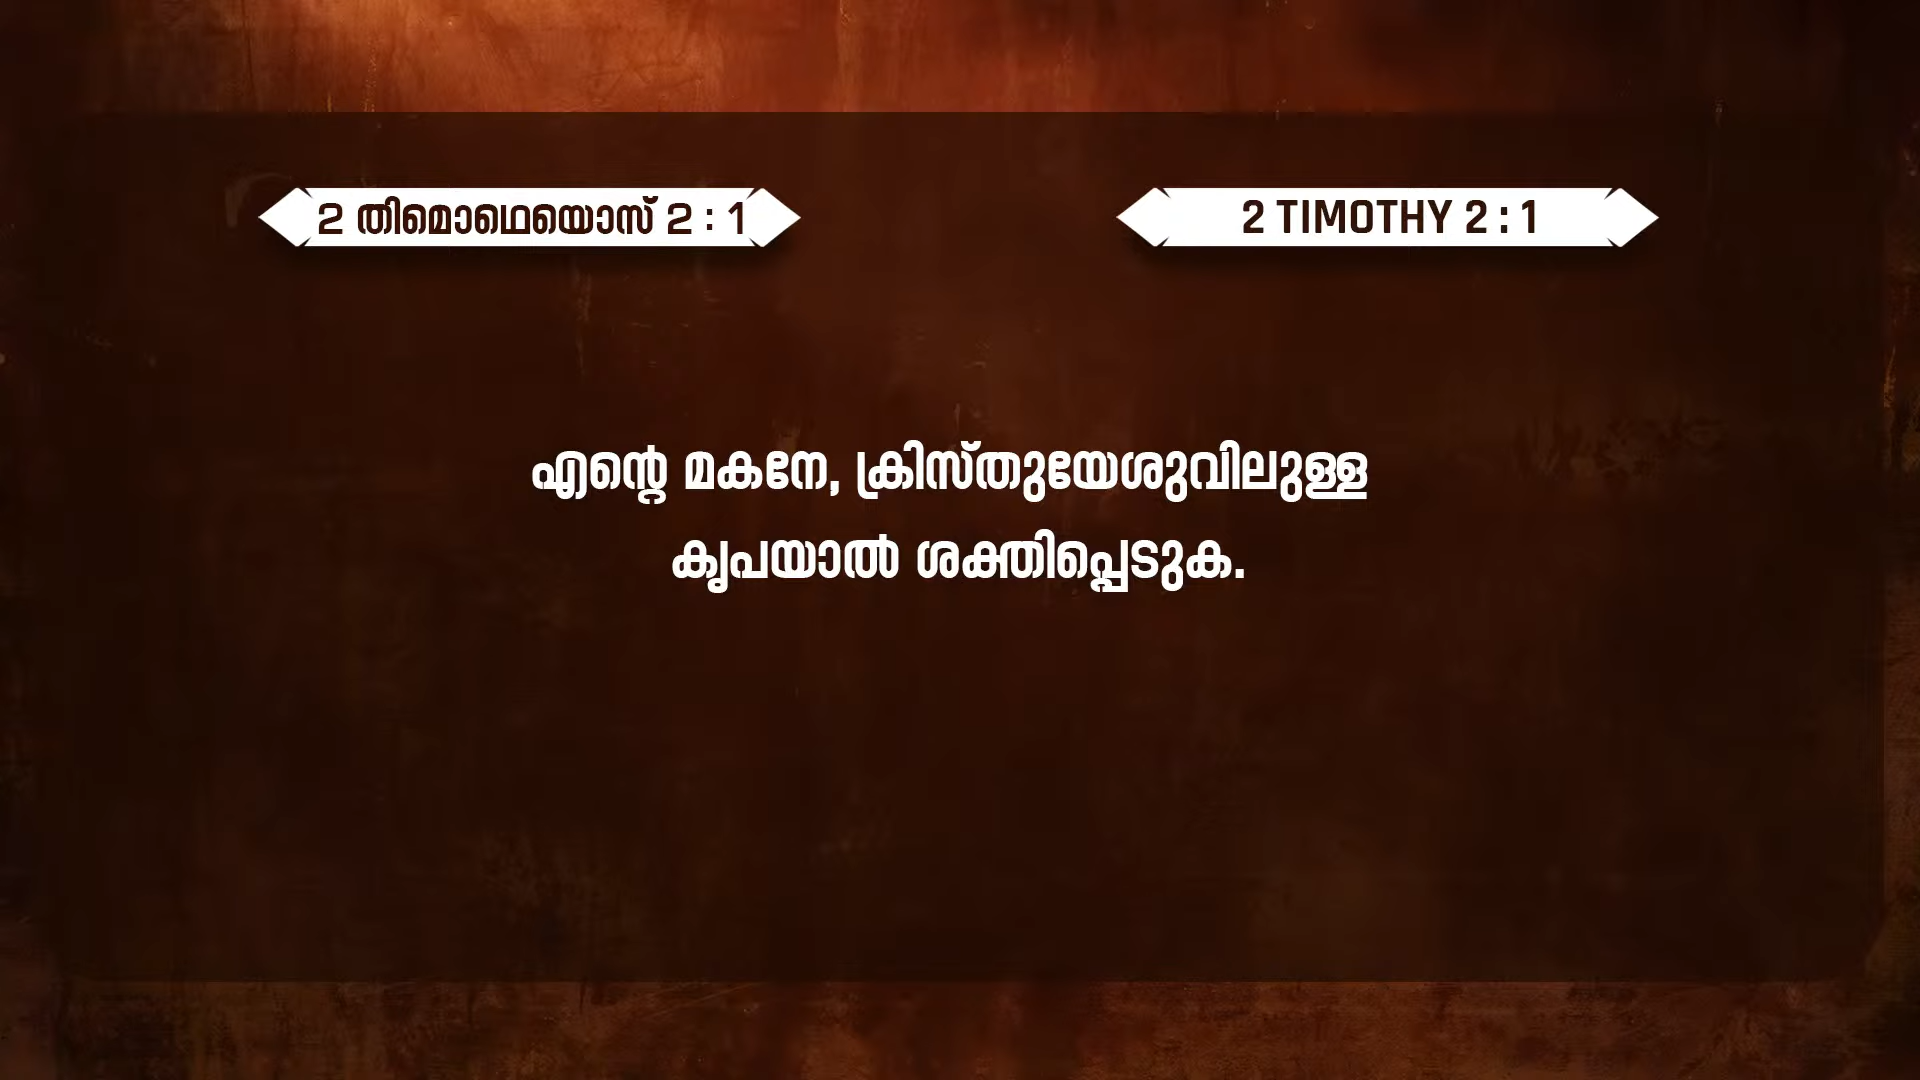 2 തിമൊഥെയൊസ് 2 : 1
2 TIMOTHY 2 : 1
എന്റെ മകനേ, ക്രിസ്തുയേശുവിലുള്ള
കൃപയാൽ ശക്തിപ്പെടുക.